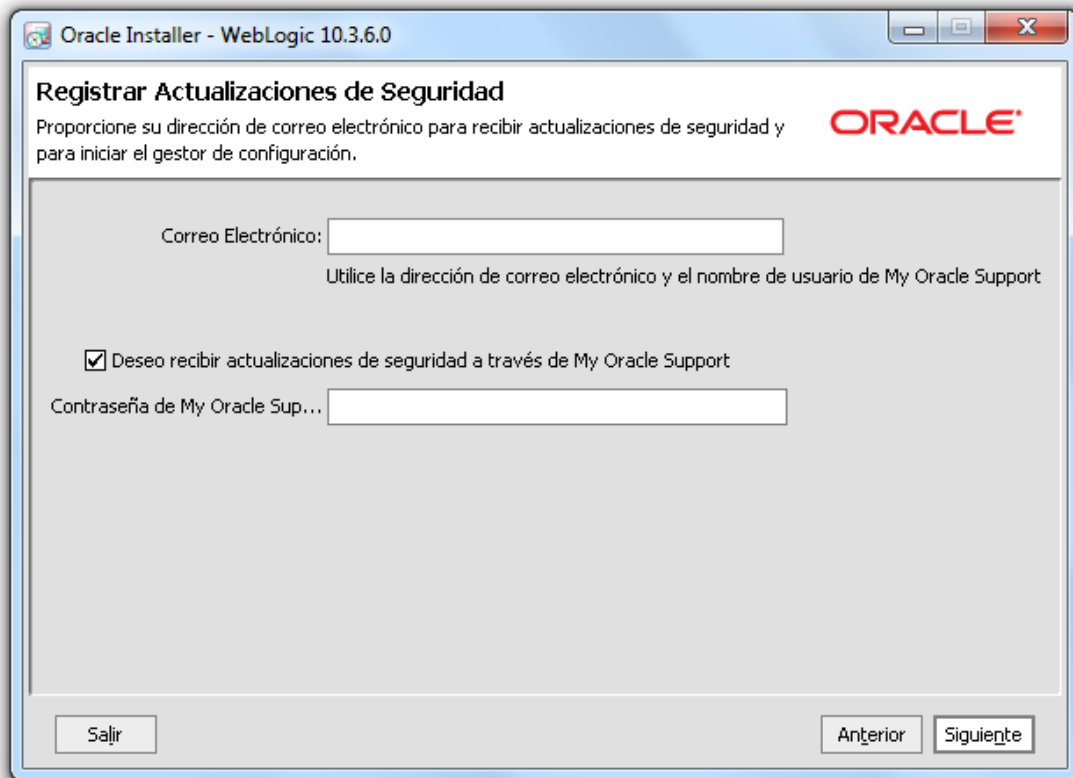 Oracle Installer - WebLogic 10.3.6.0
Registrar Actualizaciones de Seguridad
Proporcione su dirección de correo electrónico para recibir actualizaciones de seguridad y
para iniciar el gestor de configuración.
ORACLE
Correo Electrónico:
Utilice la dirección de correo electrónico y el nombre de usuario de My Oracle Support
Deseo recibir actualizaciones de seguridad a través de My Oracle Support
Contraseña de My Oracle Sup...
Salir
Anterior
Siguiente